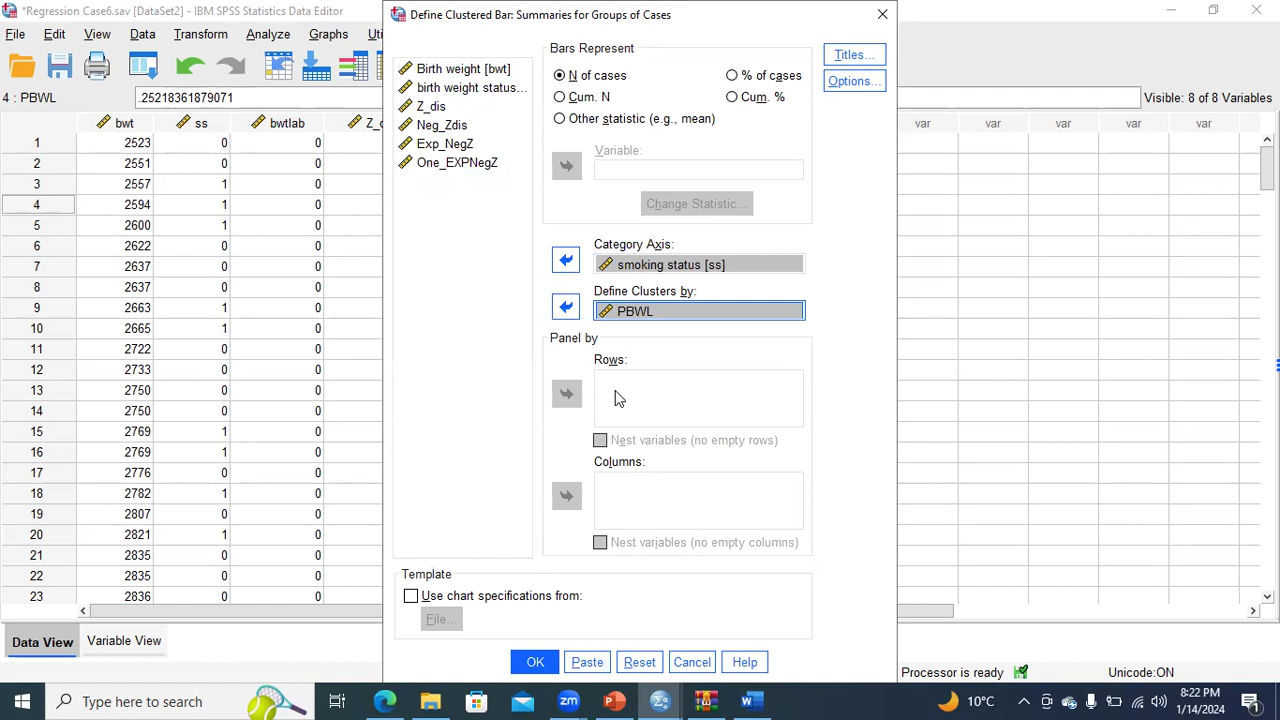 *Regression Case6.sav [DataSet2] - IBM SPSS Statistics Data Editor
File Edit View Data Transform Analyze Graphs Uti
4 : PBWL .25218361879071 Visible: 8 of 8 Variables
bwt ss bwtlab var var var var var
1 2523 0 0
2 2551 0 0
3 2557 1 0
4 2594 1 0
5 2600 1 0
6 2622 0 0
7 2637 0 0
8 2637 0 0
9 2663 1 0
10 2665 1 0
11 2722 0 0
12 2733 0 0
13 2750 0 0
14 2750 0 0
15 2769 1 0
16 2769 1 0
17 2776 0 0
18 2782 1 0
19 2807 0 0
20 2821 1 0
21 2835 0 0
22 2835 0 0
23 2836 0 0
Data View Variable View
Processor is ready Unicode:ON
Define Clustered Bar: Summaries for Groups of Cases
Birth weight [bwt]
birth weight status...
Z_dis
Neg_Zdis
Exp_NegZ
One_EXPNegZ
Bars Represent
N of cases % of cases
Cum. N Cum. %
Other statistic (e.g., mean)
Variable:
Change Statistic...
Titles...
Options...
Category Axis:
smoking status [ss]
Define Clusters by:
PBWL
Panel by
Rows:
Nest variables (no empty rows)
Columns:
Nest variables (no empty columns)
Template
Use chart specifications from:
File...
OK Paste Reset Cancel Help
Type here to search
10°C
8:22 PM
1/14/2024